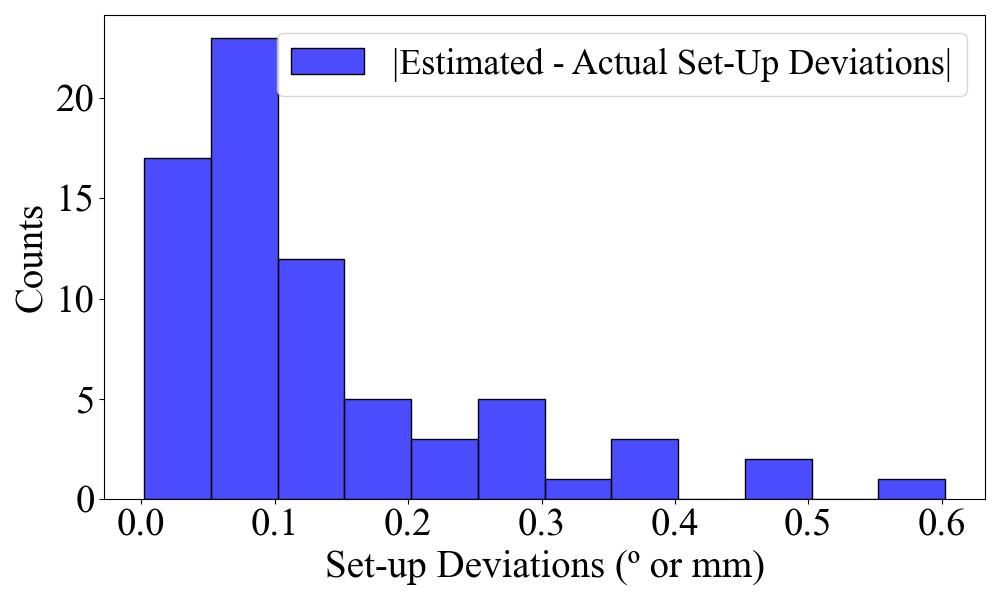 |Estimated - Actual Set-Up Deviations|
20
15
10
5
0
Counts
0.0 0.1 0.2 0.3 0.4 0.5 0.6
Set-up Deviations (º or mm)